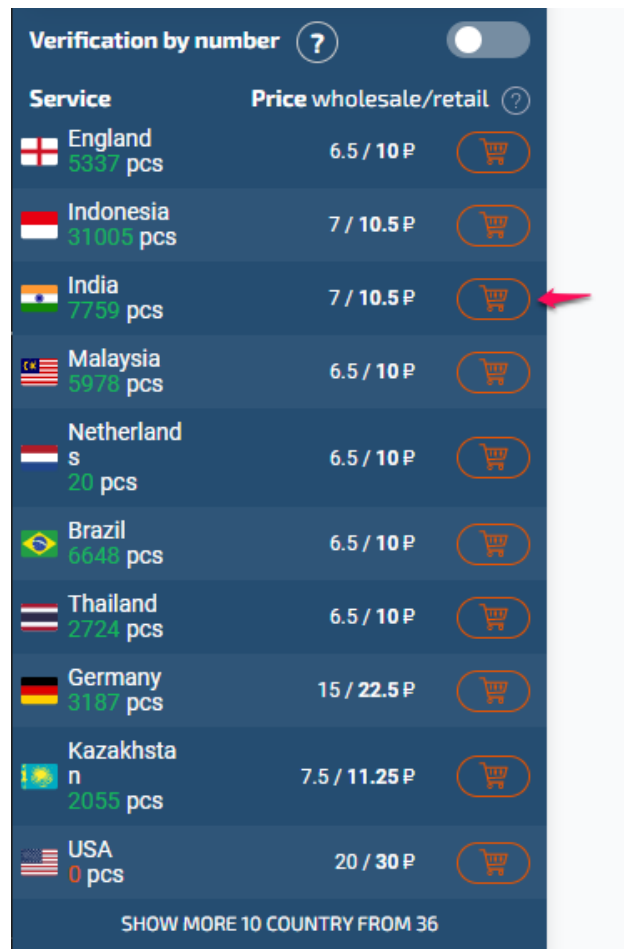 Verification by number ?
Service Price wholesale/retail ?
England
5337 pcs
6.5 / 10 ₽
Indonesia
31005 pcs
7 / 10.5 ₽
India
7759 pcs
7 / 10.5 ₽
Malaysia
5978 pcs
6.5 / 10 ₽
Netherland
s
20 pcs
6.5 / 10 ₽
Brazil
6648 pcs
6.5 / 10 ₽
Thailand
2724 pcs
6.5 / 10 ₽
Germany
3187 pcs
15 / 22.5 ₽
Kazakhsta
n
2055 pcs
7.5 / 11.25 ₽
USA
0 pcs
20 / 30 ₽
SHOW MORE 10 COUNTRY FROM 36